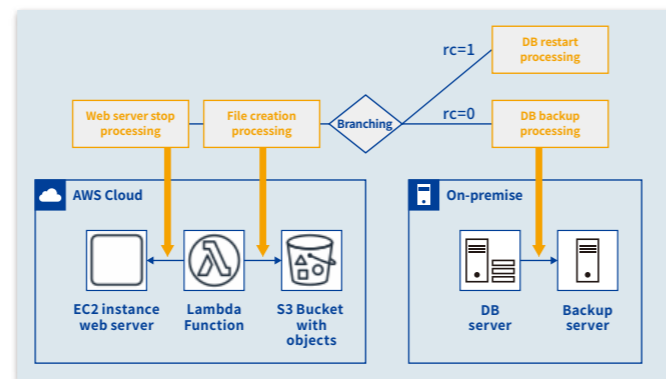 rc=1
DB restart
processing
Web server stop
processing
File creation
processing
Branching
rc=0
DB backup
processing
AWS Cloud
On-premise
EC2 instance
web server
Lambda
Function
S3 Bucket
with
objects
DB
server
Backup
server